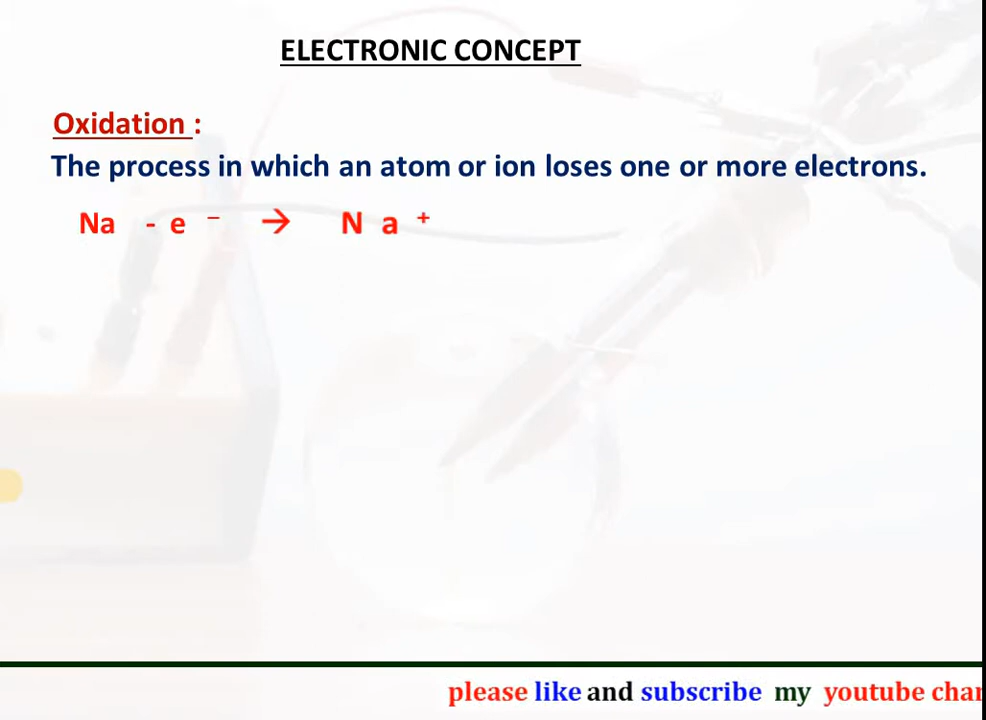 ELECTRONIC CONCEPT
Oxidation :
The process in which an atom or ion loses one or more electrons.
Na - e ⁻ → N a ⁺
please like and subscribe my youtube